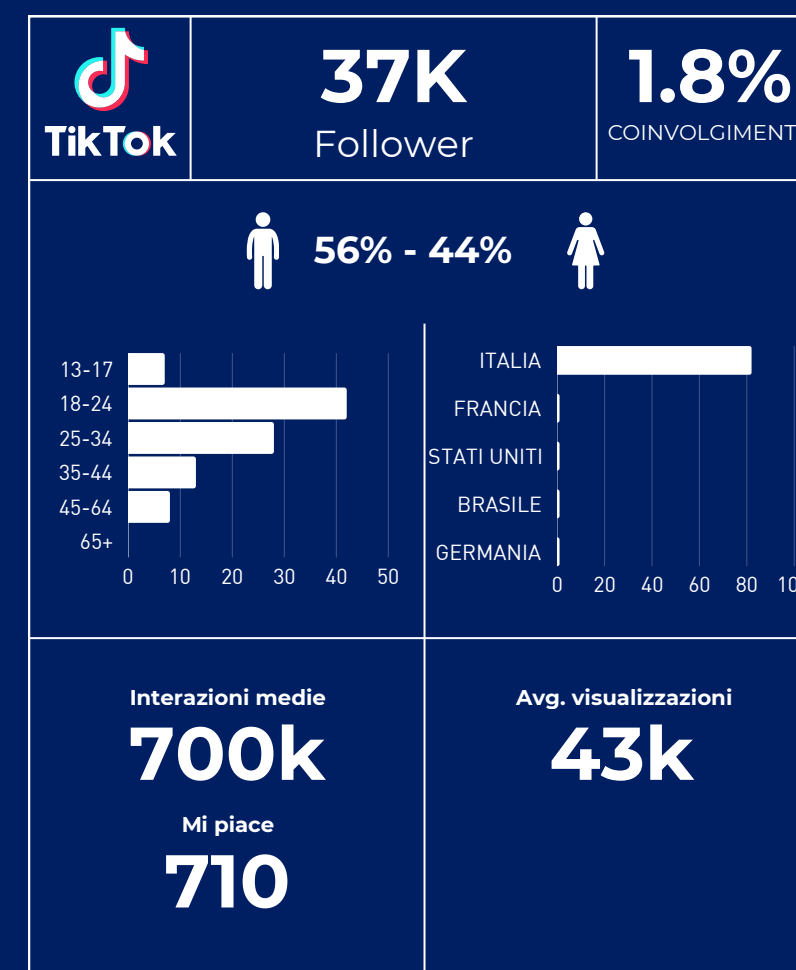 TikTok
37K
Follower
1.8%
COINVOLGIMENT
56% - 44%
13-17
18-24
25-34
35-44
45-64
65+
0 10 20 30 40 50
ITALIA
FRANCIA
STATI UNITI
BRASILE
GERMANIA
0 20 40 60 80 10
Interazioni medie
700k
Mi piace
710
Avg. visualizzazioni
43k